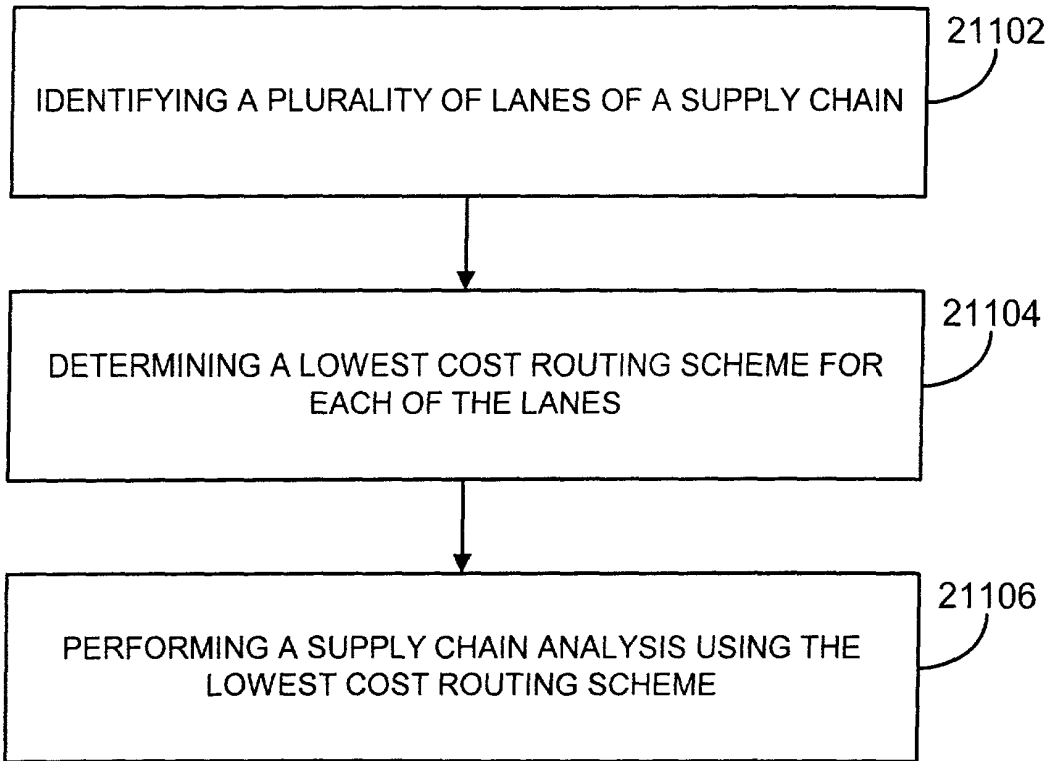 21102
IDENTIFYING A PLURALITY OF LANES OF A SUPPLY CHAIN
21104
DETERMINING A LOWEST COST ROUTING SCHEME FOR
EACH OF THE LANES
21106
PERFORMING A SUPPLY CHAIN ANALYSIS USING THE
LOWEST COST ROUTING SCHEME